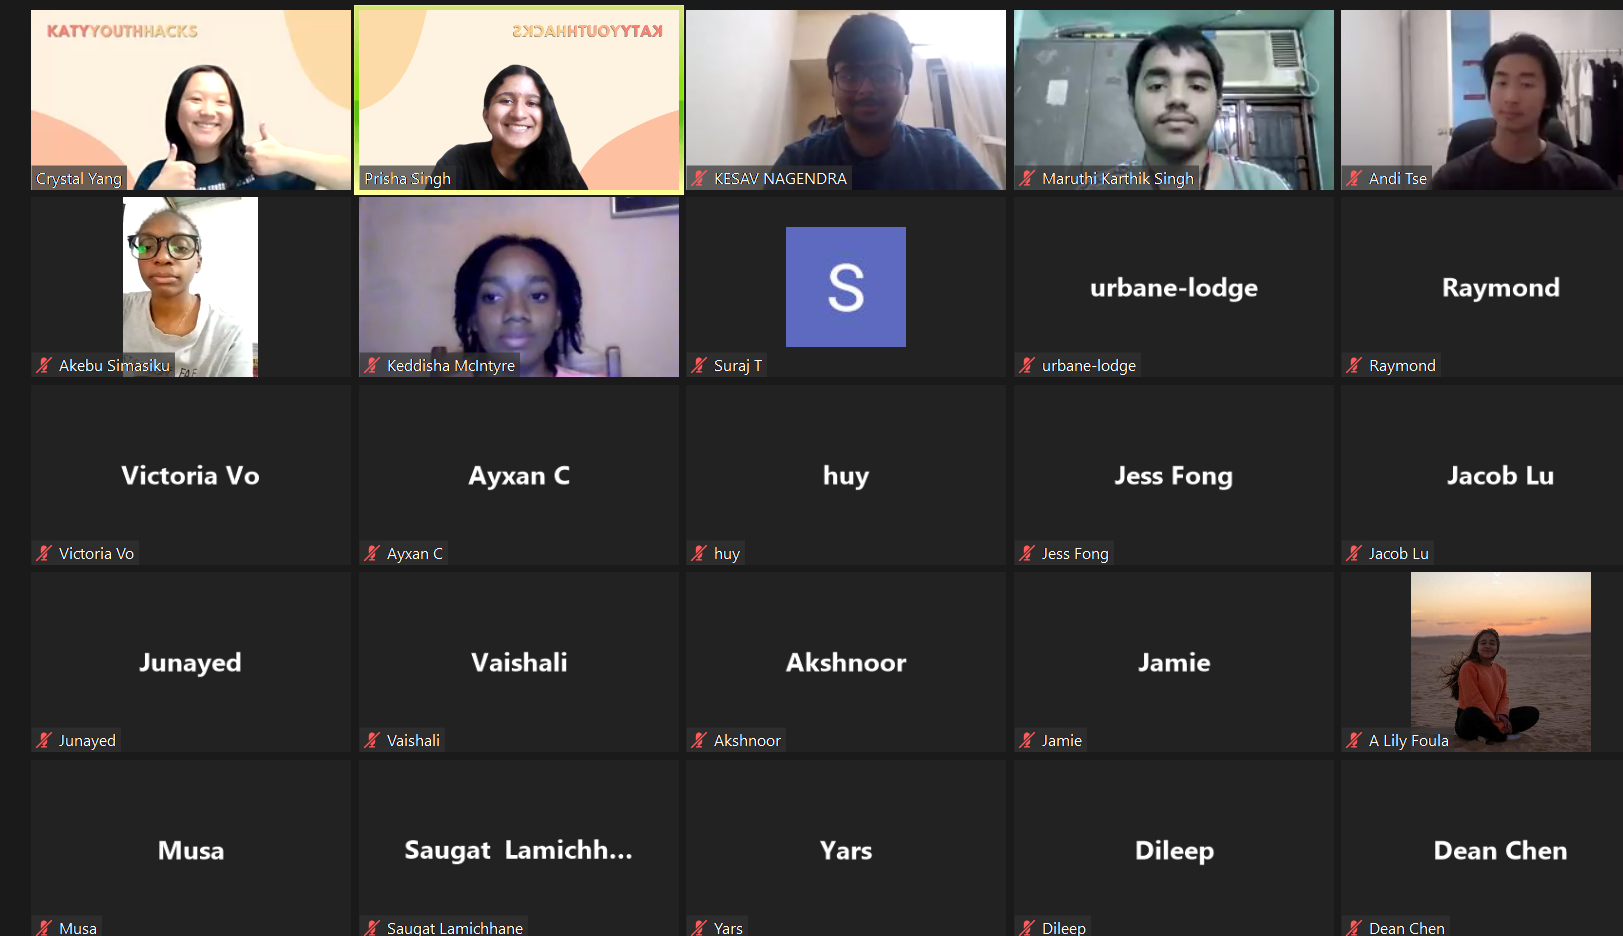 KATYYOUTHHACKS
Crystal Yang
KATYYOUTHHACKS
Prisha Singh
KESAV NAGENDRA
Maruthi Karthik Singh
Andi Tse
Akebu Simasiku
Keddisha McIntyre
S
Suraj T
urbane-lodge
urbane-lodge
Raymond
Raymond
Victoria Vo
Victoria Vo
Ayxan C
Ayxan C
huy
huy
Jess Fong
Jess Fong
Jacob Lu
Jacob Lu
Junayed
Junayed
Vaishali
Vaishali
Akshnoor
Akshnoor
Jamie
Jamie
A Lily Foula
Musa
Musa
Saugat Lamichh...
Saugat Lamichhane
Yars
Yars
Dileep
Dileep
Dean Chen
Dean Chen